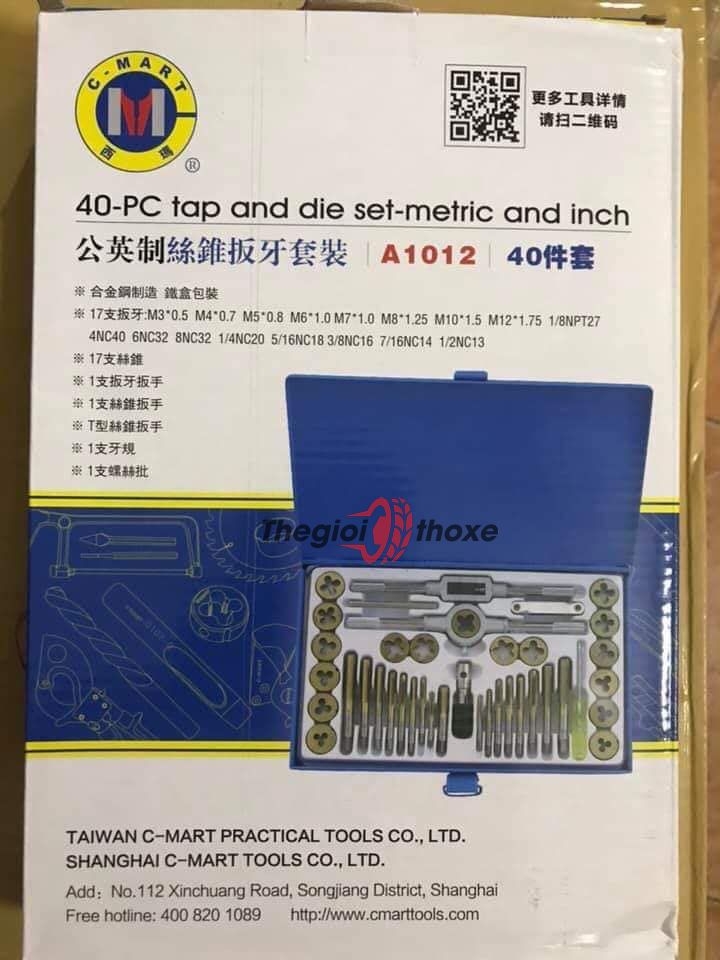 C-MART
西瑪
®
更多工具详情
请扫二维码
40-PC tap and die set-metric and inch
公英制絲錐扳牙套裝 | A1012 | 40件套
※ 合金鋼制造 鐵盒包裝
※ 17支扳牙:M3*0.5 M4*0.7 M5*0.8 M6*1.0 M7*1.0 M8*1.25 M10*1.5 M12*1.75 1/8NPT27
4NC40 6NC32 8NC32 1/4NC20 5/16NC18 3/8NC16 7/16NC14 1/2NC13
※ 17支絲錐
※ 1支扳牙扳手
※ 1支絲錐扳手
※ T型絲錐扳手
※ 1支牙規
※ 1支螺絲批
Thegioi thoxe
TAIWAN C-MART PRACTICAL TOOLS CO., LTD.
SHANGHAI C-MART TOOLS CO., LTD.
Add: No.112 Xinchuang Road, Songjiang District, Shanghai
Free hotline: 400 820 1089 http://www.cmarttools.com